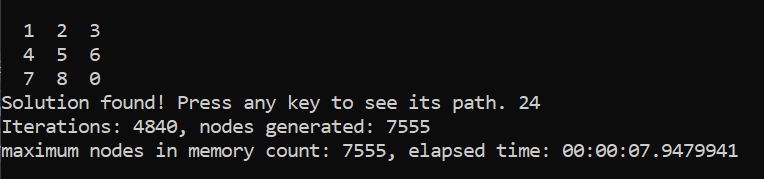 1 2 3
4 5 6
7 8 0
Solution found! Press any key to see its path. 24
Iterations: 4840, nodes generated: 7555
maximum nodes in memory count: 7555, elapsed time: 00:00:07.9479941